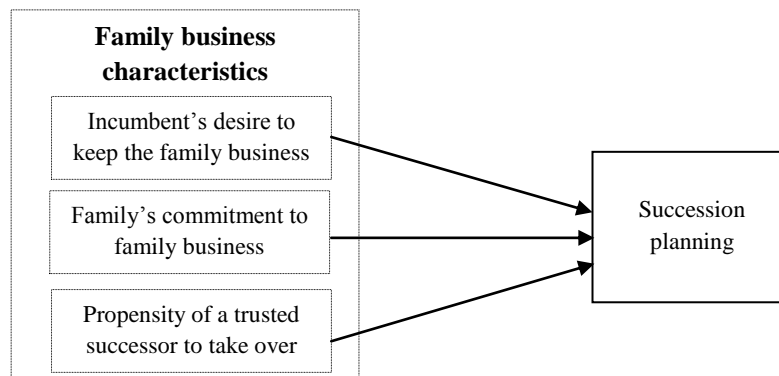 Family business
characteristics
Incumbent’s desire to
keep the family business
Family’s commitment to
family business
Propensity of a trusted
successor to take over
Succession
planning